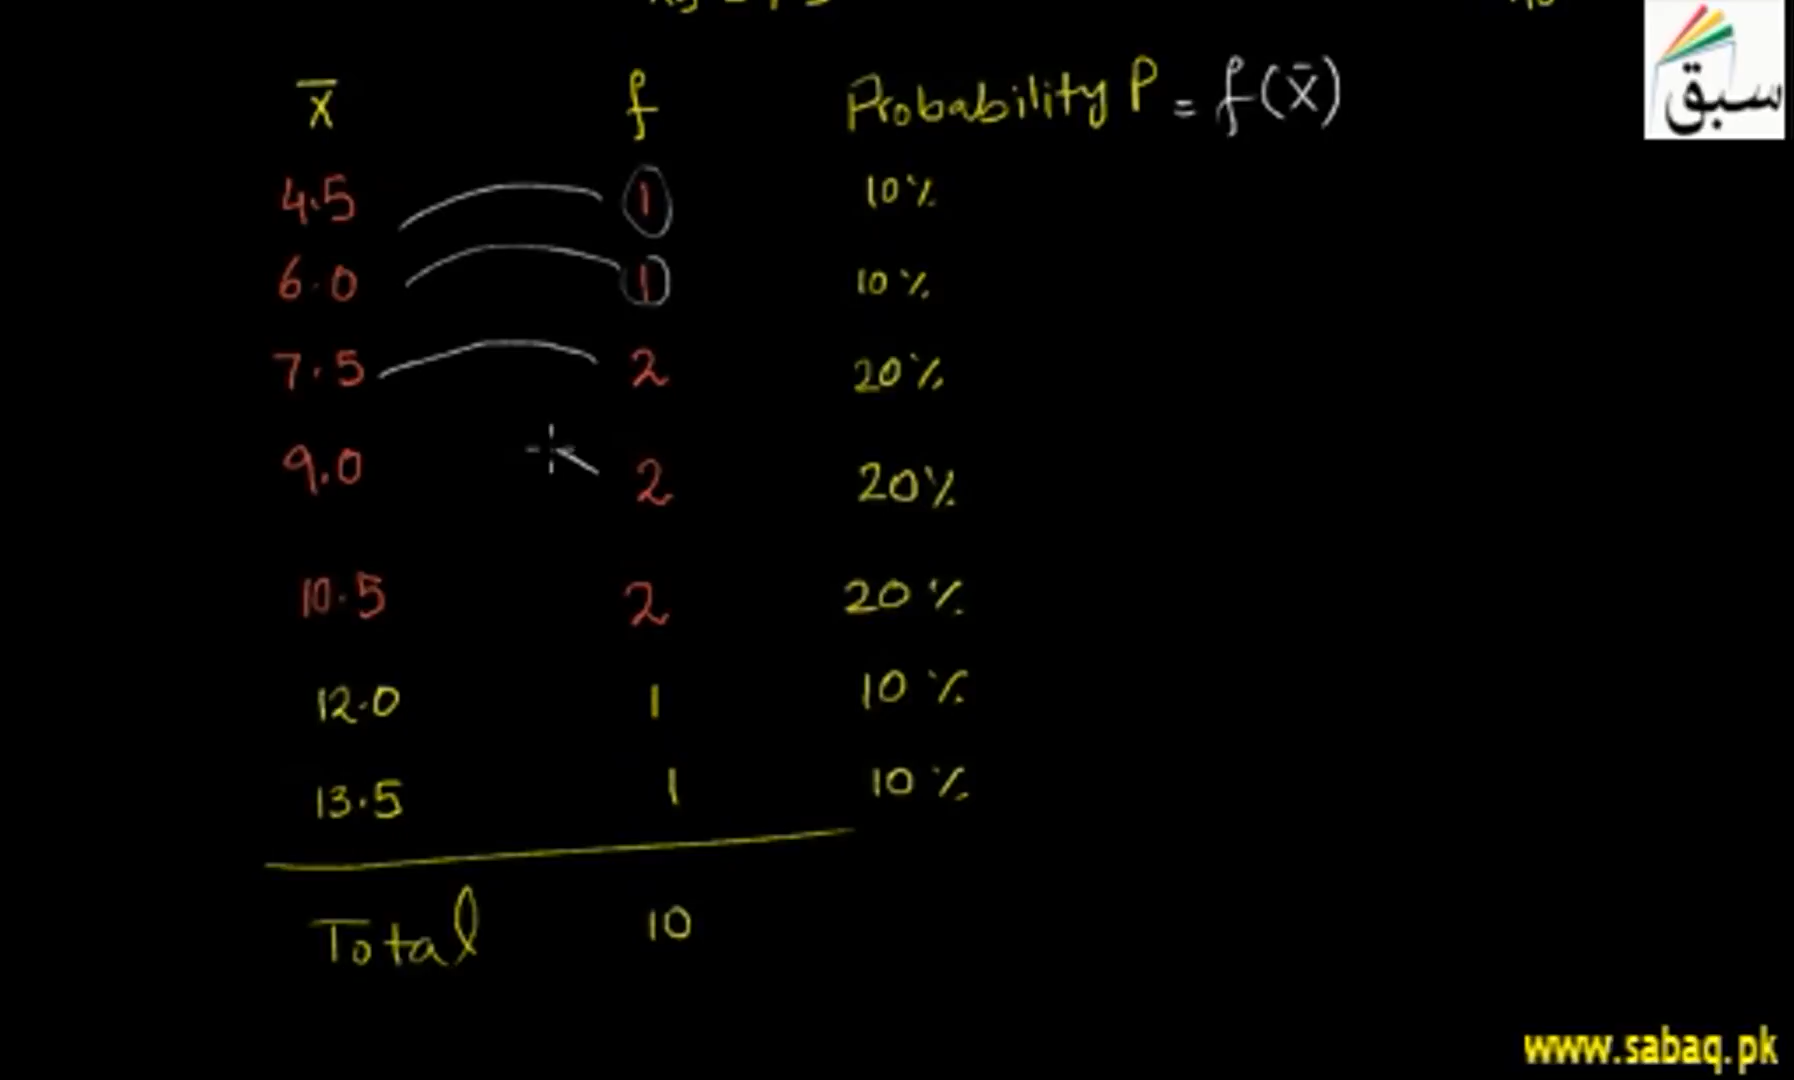 سبق
x̄ f Probability P = f(x̄)
4.5 1 10%
6.0 1 10%
7.5 2 20%
9.0 2 20%
10.5 2 20%
12.0 1 10%
13.5 1 10%
Total 10
www.sabaq.pk